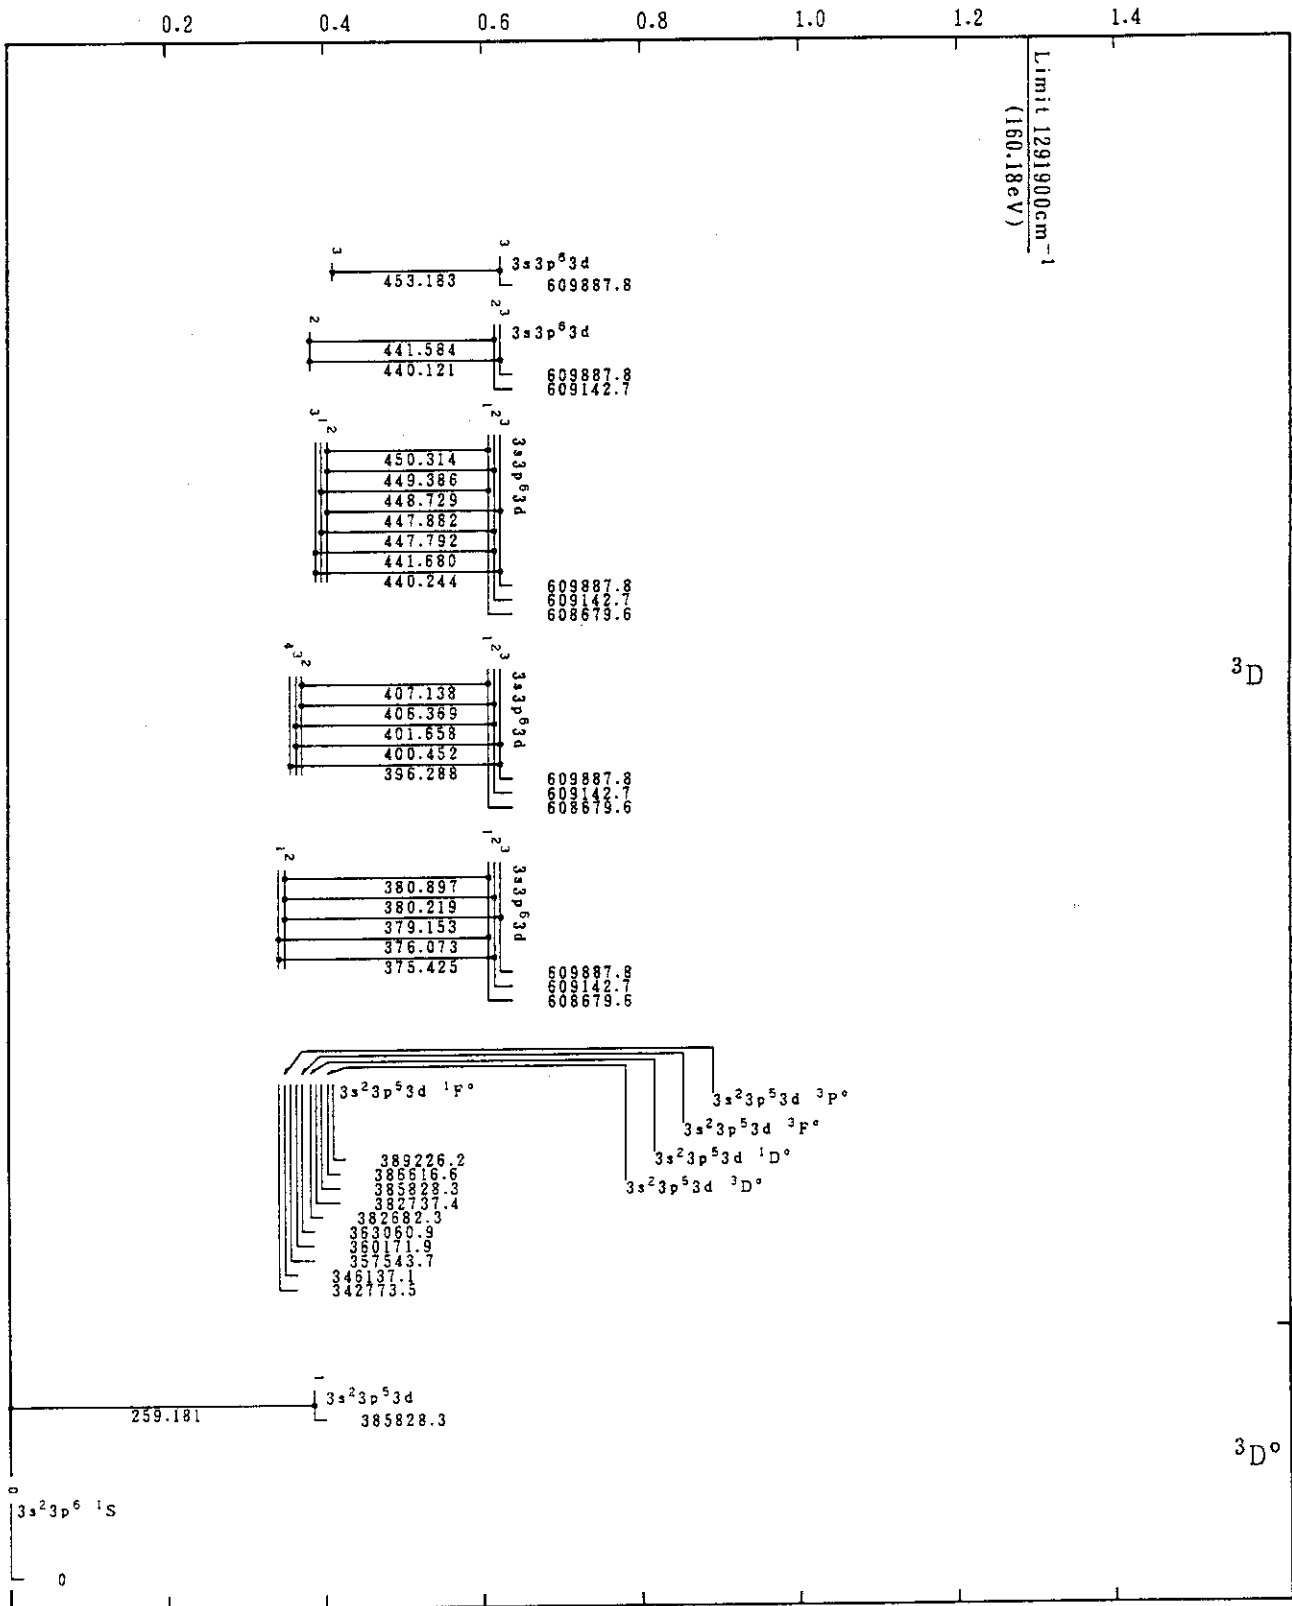 0.2 0.4 0.6 0.8 1.0 1.2 1.4
Limit 1291900cm⁻¹
(160.18eV)
3 3 3s3p⁶3d
453.183
609887.8
2 2 3 3s3p⁶3d
441.584
440.121
609887.8
609142.7
3 1 2 1 2 3 3s3p⁶3d
450.314
449.386
448.729
447.882
447.792
441.680
440.244
609887.8
609142.7
608679.6
4 3 2 1 2 3 3s3p⁶3d
³D
407.138
406.369
401.658
400.452
396.288
609887.8
609142.7
608679.6
1 2 1 2 3 3s3p⁶3d
380.897
380.219
379.153
376.073
375.425
609887.8
609142.7
608679.6
3s²3p⁵3d ¹F°
3s²3p⁵3d ³P°
3s²3p⁵3d ³F°
3s²3p⁵3d ¹D°
3s²3p⁵3d ³D°
389226.2
386616.6
385828.3
382737.4
382682.3
363060.9
360171.9
357543.7
346137.1
342773.5
1
3s²3p⁵3d
259.181
385828.3
³D°
0
3s²3p⁶ ¹S
0